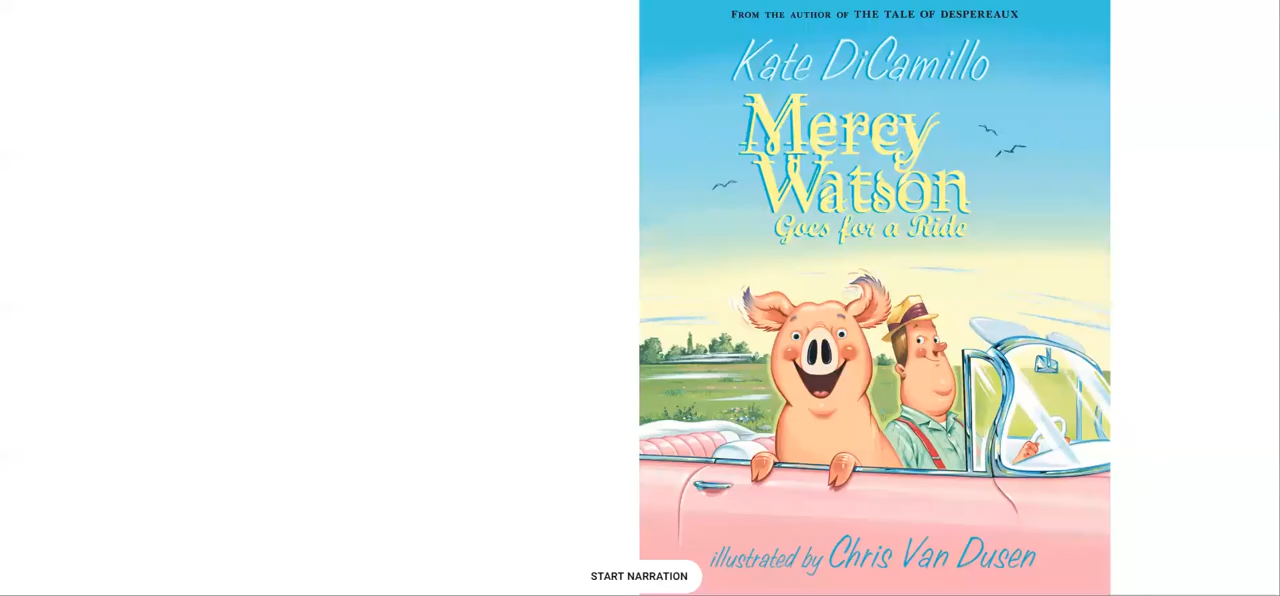 FROM THE AUTHOR OF THE TALE OF DESPEREAUX
Kate DiCamillo
Mercy
Watson
Goes for a Ride
illustrated by Chris Van Dusen
START NARRATION